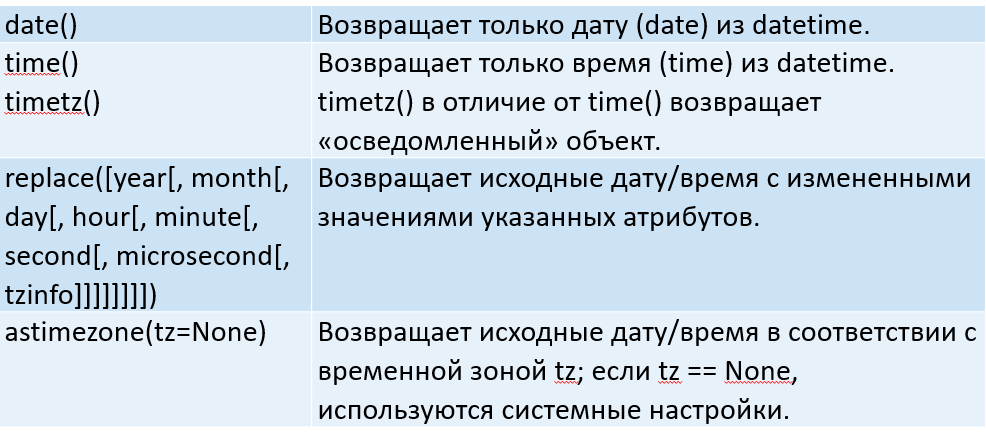 date()
Возвращает только дату (date) из datetime.
time()
timetz()
Возвращает только время (time) из datetime.
timetz() в отличие от time() возвращает
«осведомленный» объект.
replace([year[, month[,
day[, hour[, minute[,
second[, microsecond[,
tzinfo]]]]]]]])
Возвращает исходные дату/время с измененными
значениями указанных атрибутов.
astimezone(tz=None)
Возвращает исходные дату/время в соответствии с
временной зоной tz; если tz == None,
используются системные настройки.